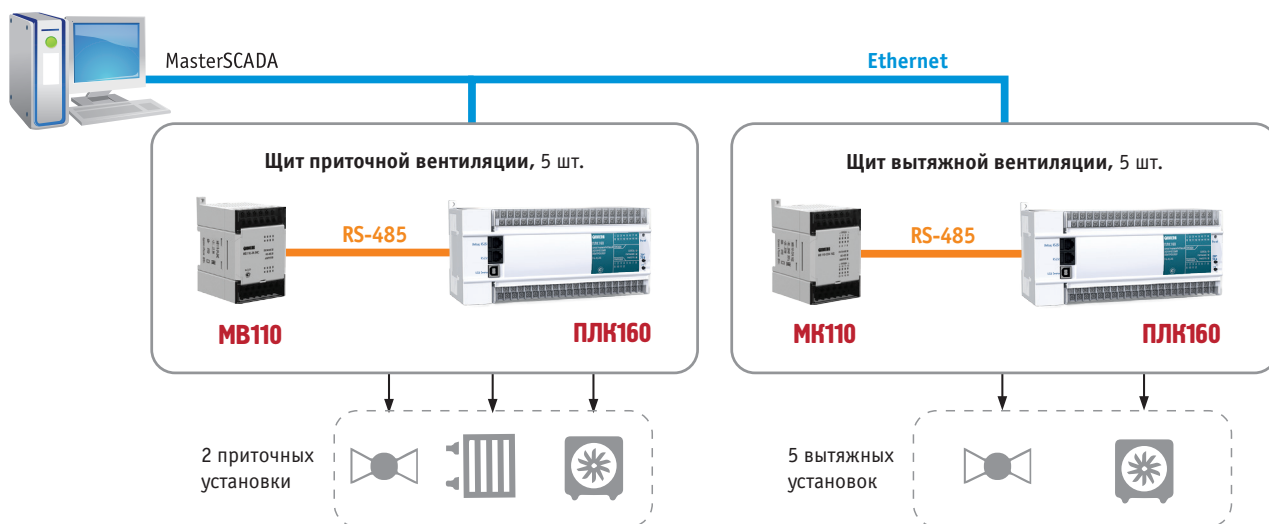 MasterSCADA
Ethernet
Щит приточной вентиляции, 5 шт.
RS-485
МВ110
ПЛК160
2 приточных
установки
Щит вытяжной вентиляции, 5 шт.
RS-485
МК110
ПЛК160
5 вытяжных
установок